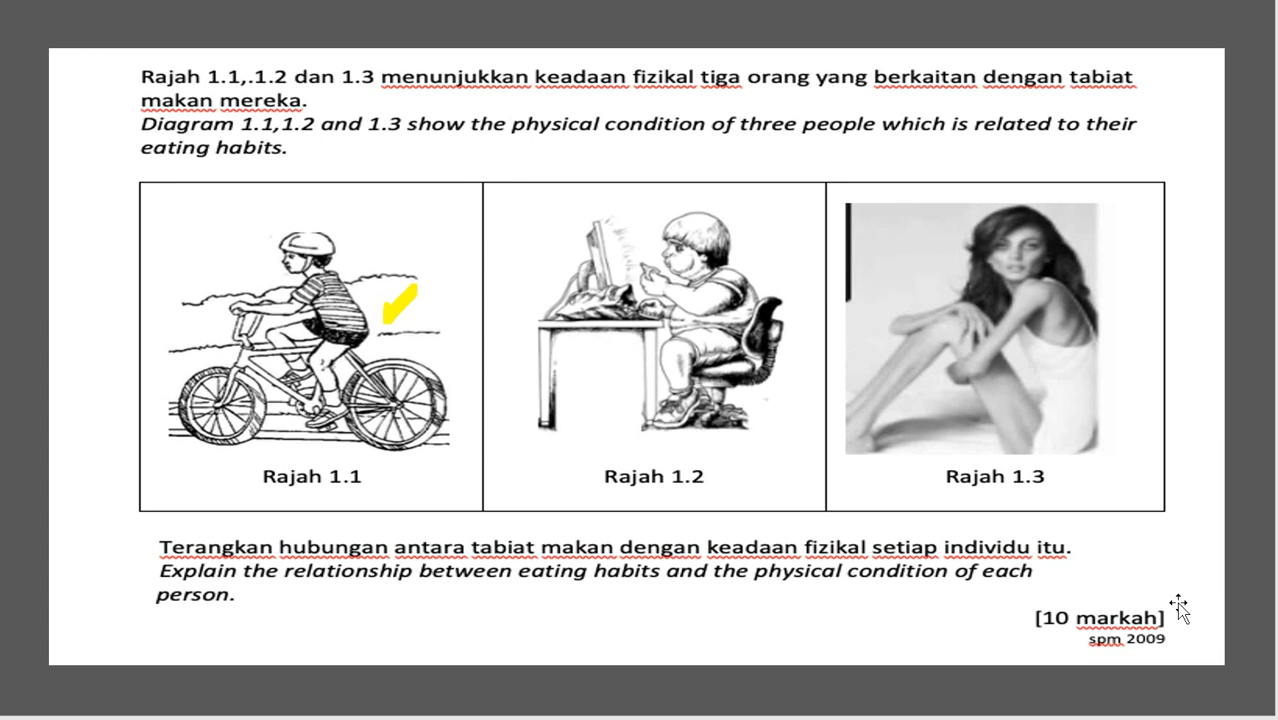 Rajah 1.1,.1.2 dan 1.3 menunjukkan keadaan fizikal tiga orang yang berkaitan dengan tabiat
makan mereka.
Diagram 1.1,1.2 and 1.3 show the physical condition of three people which is related to their
eating habits.
Rajah 1.1
Rajah 1.2
Rajah 1.3
Terangkan hubungan antara tabiat makan dengan keadaan fizikal setiap individu itu.
Explain the relationship between eating habits and the physical condition of each
person.
[10 markah]
spm 2009